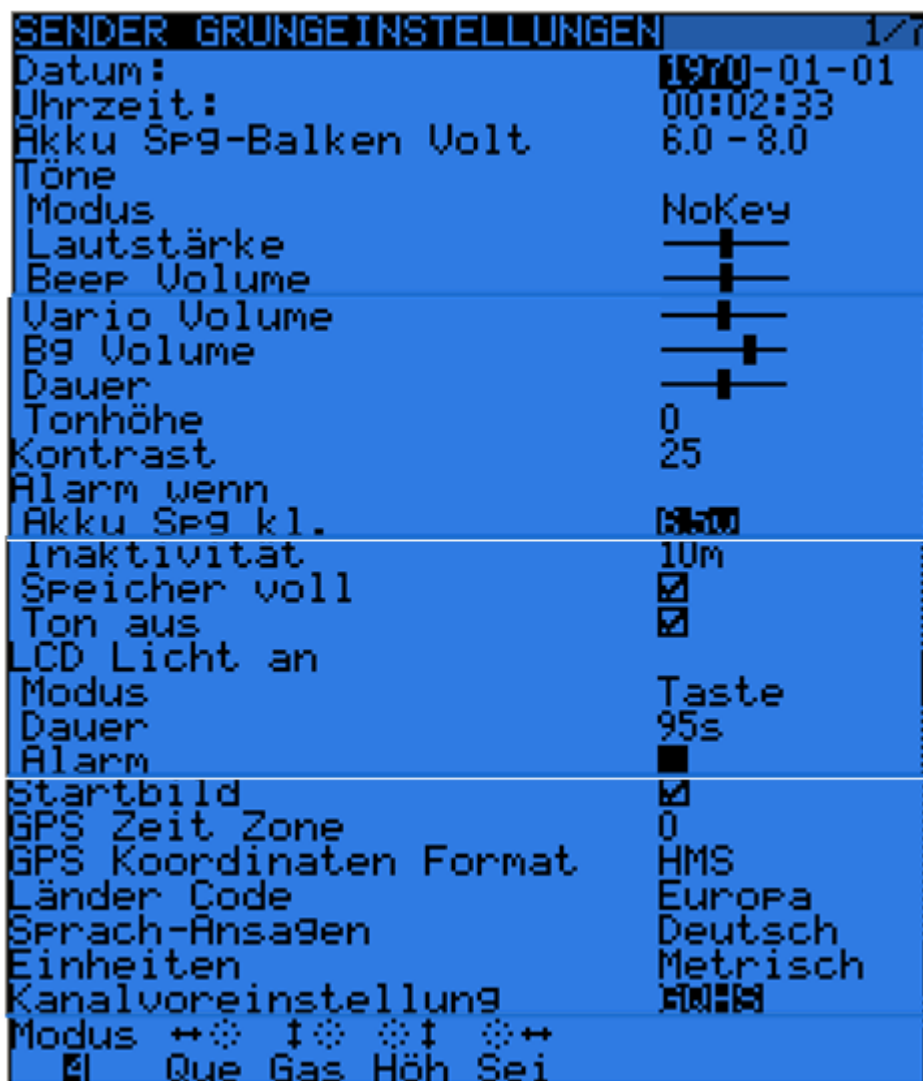 SENDER GRUNGEINSTELLUNGEN 1/7
Datum: 1970-01-01
Uhrzeit: 00:02:33
Akku Spg-Balken Volt 6.0 - 8.0
Töne
Modus NoKey
Lautstärke
Beep Volume
Vario Volume
Bg Volume
Dauer
Tonhöhe 0
Kontrast 25
Alarm wenn
Akku Spg kl.
Inaktivität 10m
Speicher voll
Ton aus
LCD Licht an
Modus Taste
Dauer 95s
Alarm
Startbild
GPS Zeit Zone 0
GPS Koordinaten Format HMS
Länder Code Europa
Sprach-Ansagen Deutsch
Einheiten Metrisch
Kanalvoreinstellung
Modus
Que Gas Höh Sei